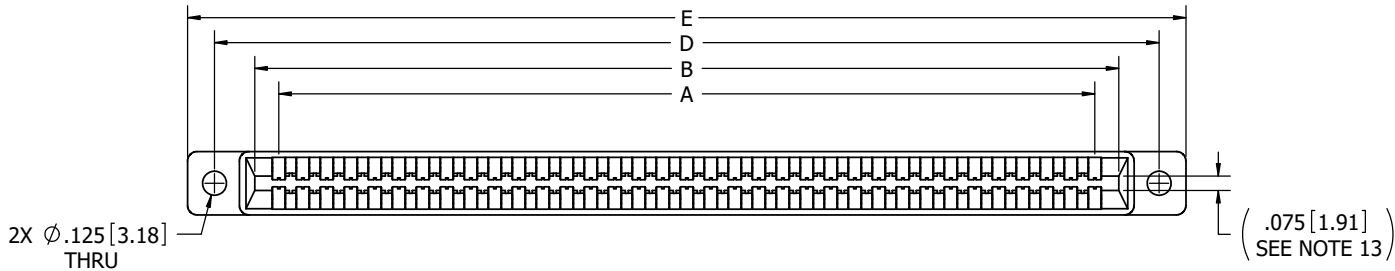 E
D
B
A
2X Ø.125[3.18]
THRU
(.075[1.91]
SEE NOTE 13)